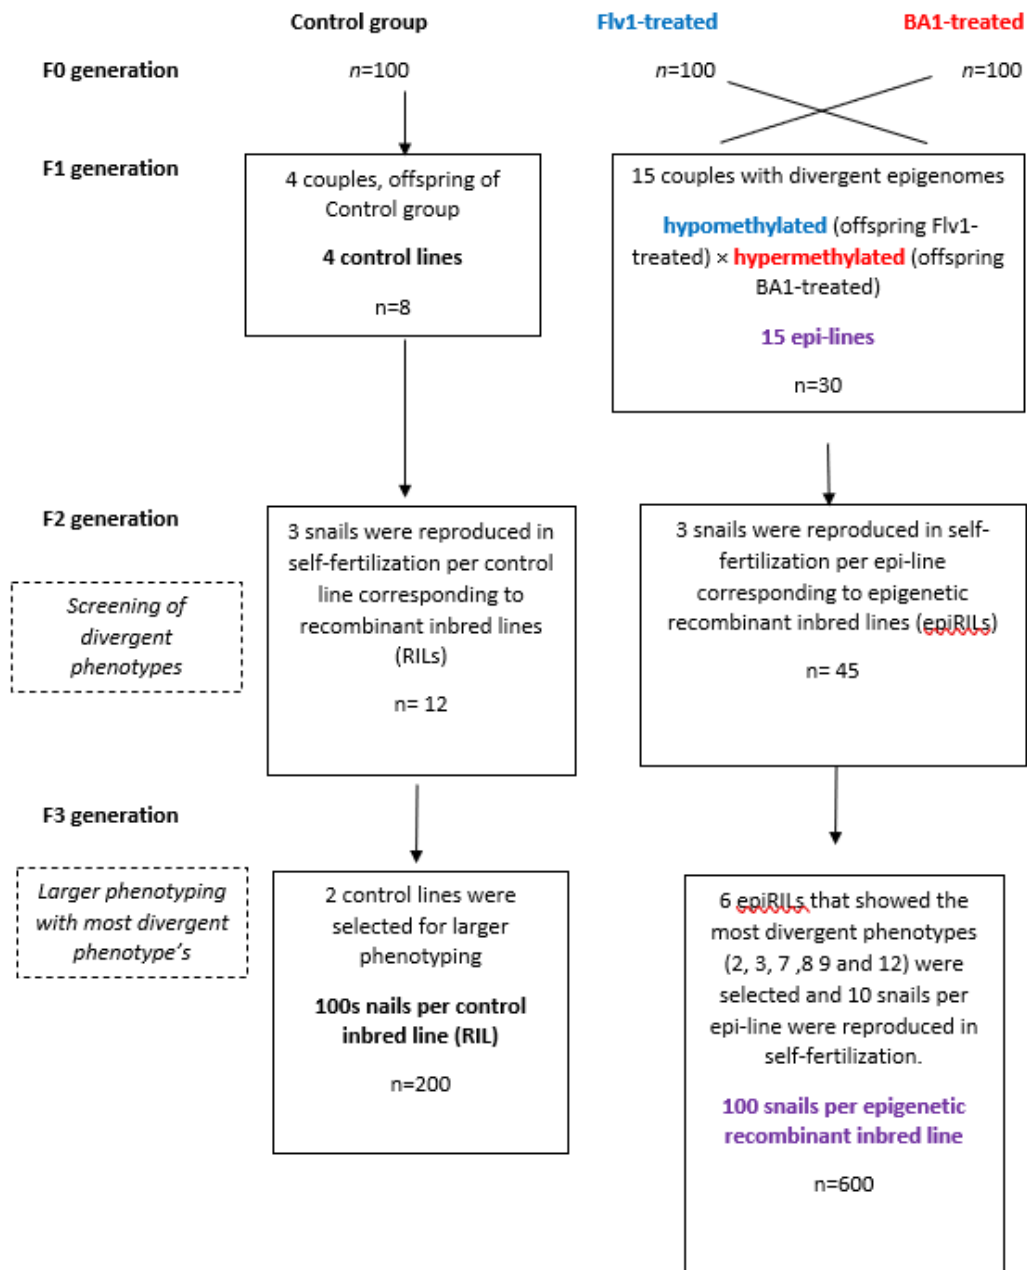 Control group
Flv1-treated
BA1-treated
F0 generation
n=100
n=100
n=100
F1 generation
4 couples, offspring of
Control group
4 control lines
n=8
15 couples with divergent epigenomes
hypomethylated (offspring Flv1-
treated) × hypermethylated (offspring
BA1-treated)
15 epi-lines
n=30
F2 generation
Screening of
divergent
phenotypes
3 snails were reproduced in
self-fertilization per control
line corresponding to
recombinant inbred lines
(RILs)
n= 12
3 snails were reproduced in self-
fertilization per epi-line
corresponding to epigenetic
recombinant inbred lines (epiRILs)
n= 45
F3 generation
Larger phenotyping
with most divergent
phenotype’s
2 control lines were
selected for larger
phenotyping
100s nails per control
inbred line (RIL)
n=200
6 epiRILs that showed the
most divergent phenotypes
(2, 3, 7 ,8 9 and 12) were
selected and 10 snails per
epi-line were reproduced in
self-fertilization.
100 snails per epigenetic
recombinant inbred line
n=600